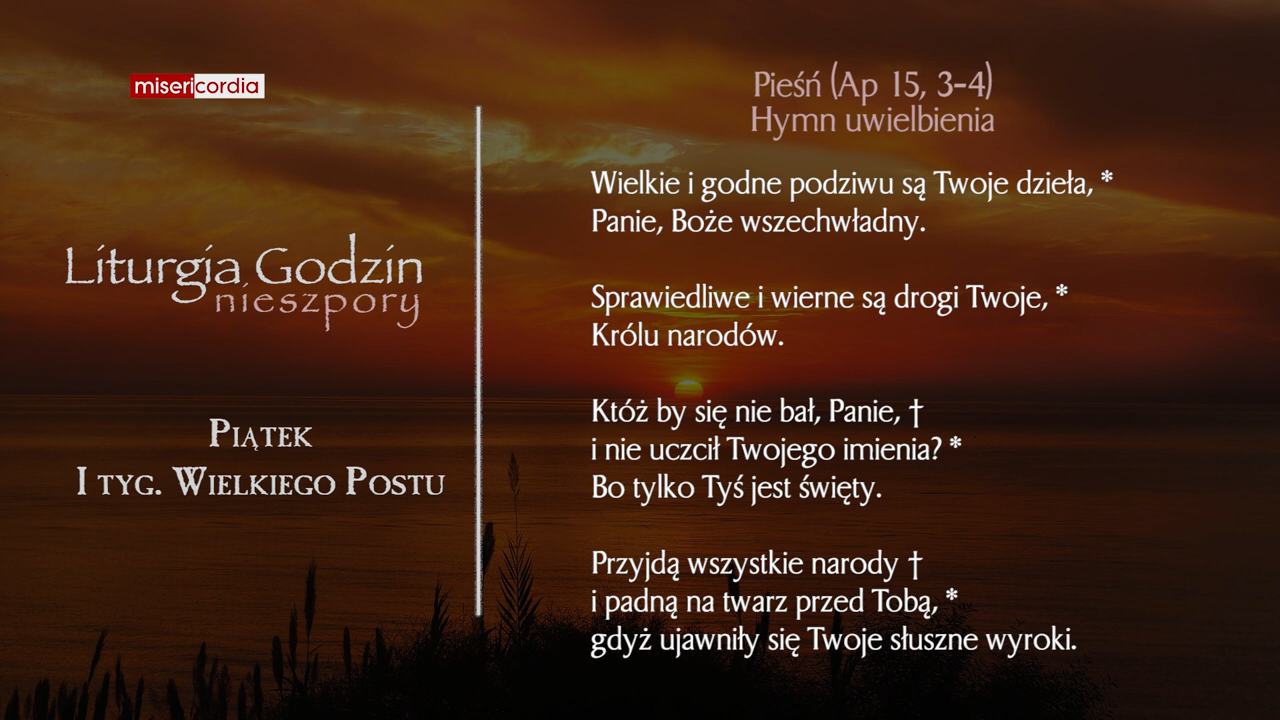 misericordia
Liturgia Godzin
nieszpory
Piątek
I tyg. Wielkiego Postu
Pieśń (Ap 15, 3-4)
Hymn uwielbienia
Wielkie i godne podziwu są Twoje dzieła, *
Panie, Boże wszechwładny.
Sprawiedliwe i wierne są drogi Twoje, *
Królu narodów.
Któż by się nie bał, Panie, †
i nie uczcił Twojego imienia? *
Bo tylko Tyś jest święty.
Przyjdą wszystkie narody †
i padną na twarz przed Tobą, *
gdyż ujawniły się Twoje słuszne wyroki.